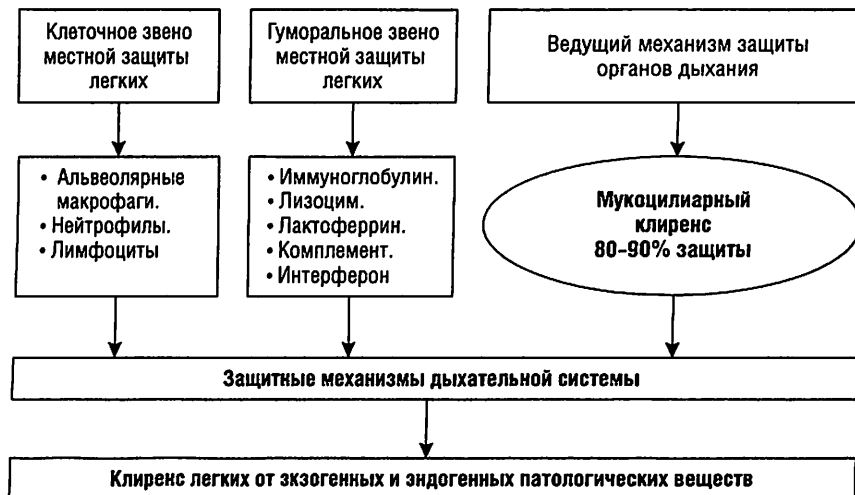 Клеточное звено
местной защиты
легких
Гуморальное звено
местной защиты
легких
Ведущий механизм защиты
органов дыхания
• Альвеолярные
макрофаги.
• Нейтрофилы.
• Лимфоциты
• Иммуноглобулин.
• Лизоцим.
• Лактоферрин.
• Комплемент.
• Интерферон
Мукоцилиарный
клиренс
80–90% защиты
Защитные механизмы дыхательной системы
Клиренс легких от экзогенных и эндогенных патологических веществ